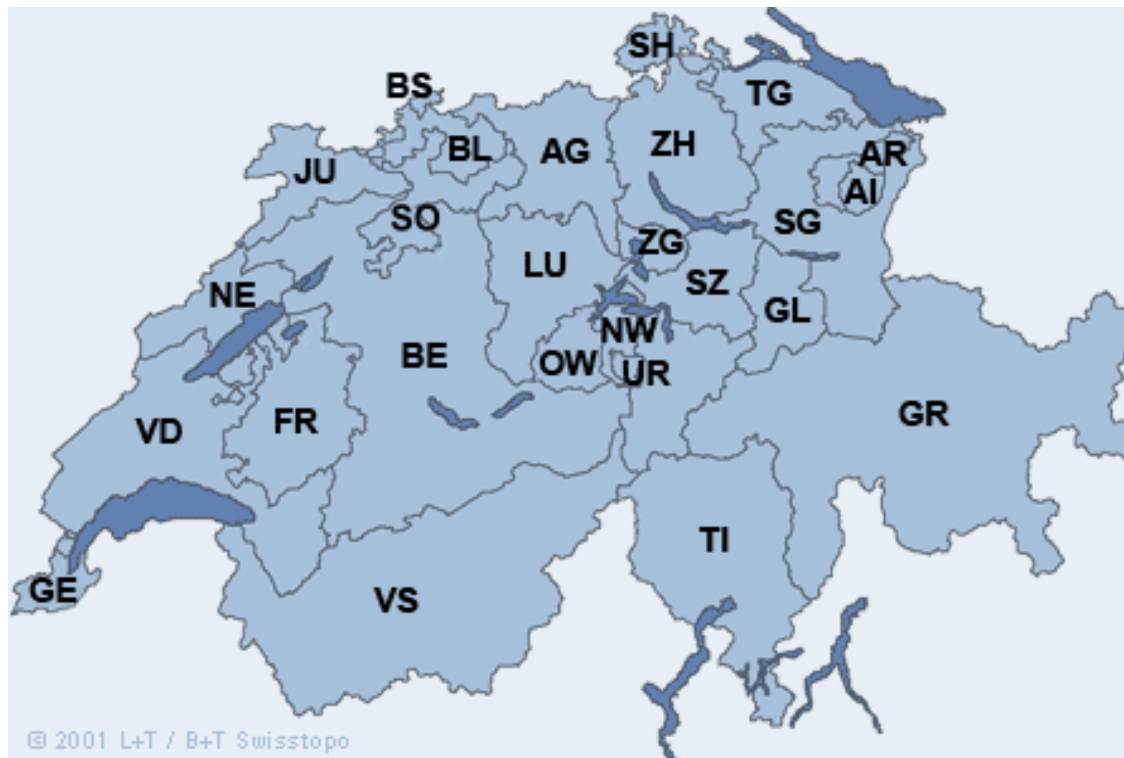 SH
BS
TG
BL
AG
ZH
AR
JU
AI
SO
SG
ZG
LU
SZ
NE
GL
NW
BE
OW
UR
GR
VD
FR
TI
GE
VS
© 2001 L+T / B+T Swisstopo